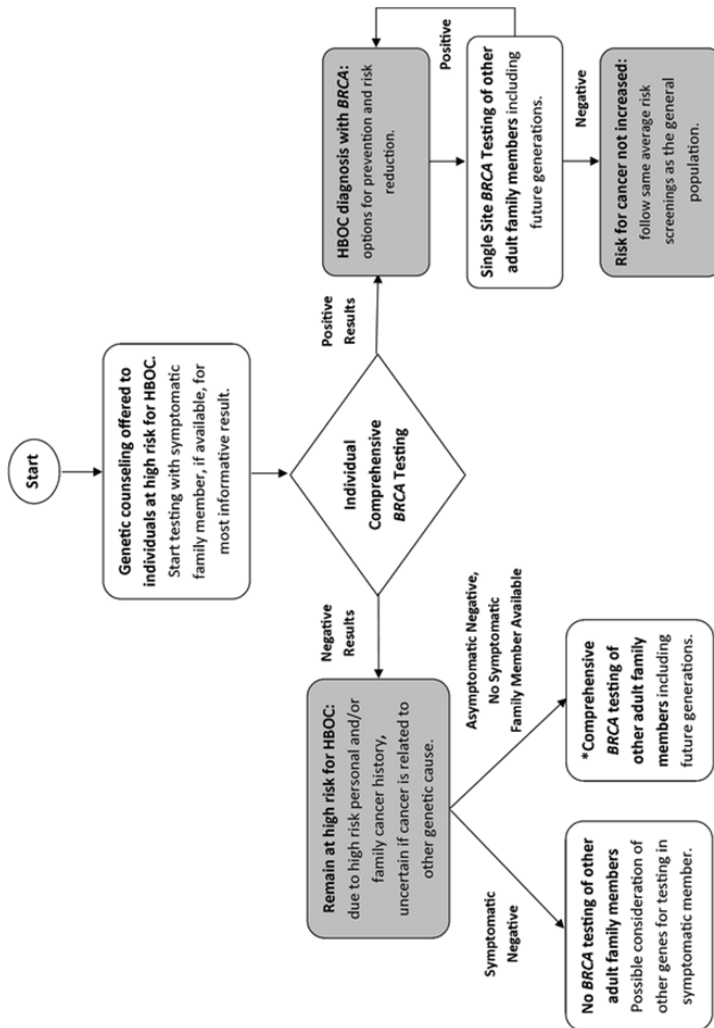 Start
Genetic counseling offered to
individuals at high risk for HBOC.
Start testing with symptomatic
family member, if available, for
most informative result.
Individual
Comprehensive
BRCA Testing
Negative
Results
Positive
Results
Remain at high risk for HBOC:
due to high risk personal and/or
family cancer history,
uncertain if cancer is related to
other genetic cause.
Symptomatic
Negative
Asymptomatic Negative,
No Symptomatic
Family Member Available
No BRCA testing of other
adult family members
Possible consideration of
other genes for testing in
symptomatic member.
*Comprehensive
BRCA testing of
other adult family
members including
future generations.
HBOC diagnosis with BRCA:
options for prevention and risk
reduction.
Positive
Single Site BRCA Testing of other
adult family members including
future generations.
Negative
Risk for cancer not increased:
follow same average risk
screenings as the general
population.